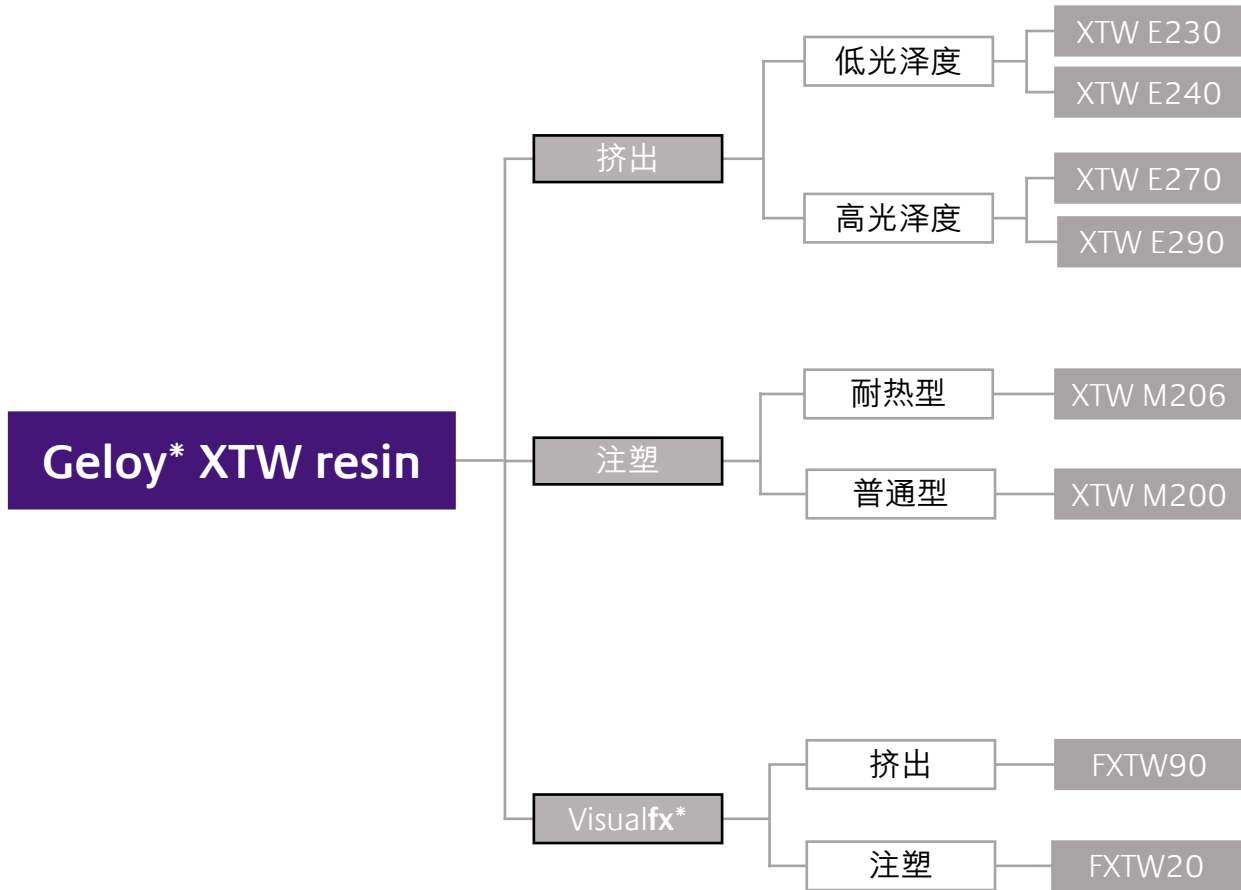 Geloy* XTW resin
挤出
低光泽度
XTW E230
XTW E240
高光泽度
XTW E270
XTW E290
注塑
耐热型
XTW M206
普通型
XTW M200
Visualfx*
挤出
FXTW90
注塑
FXTW20